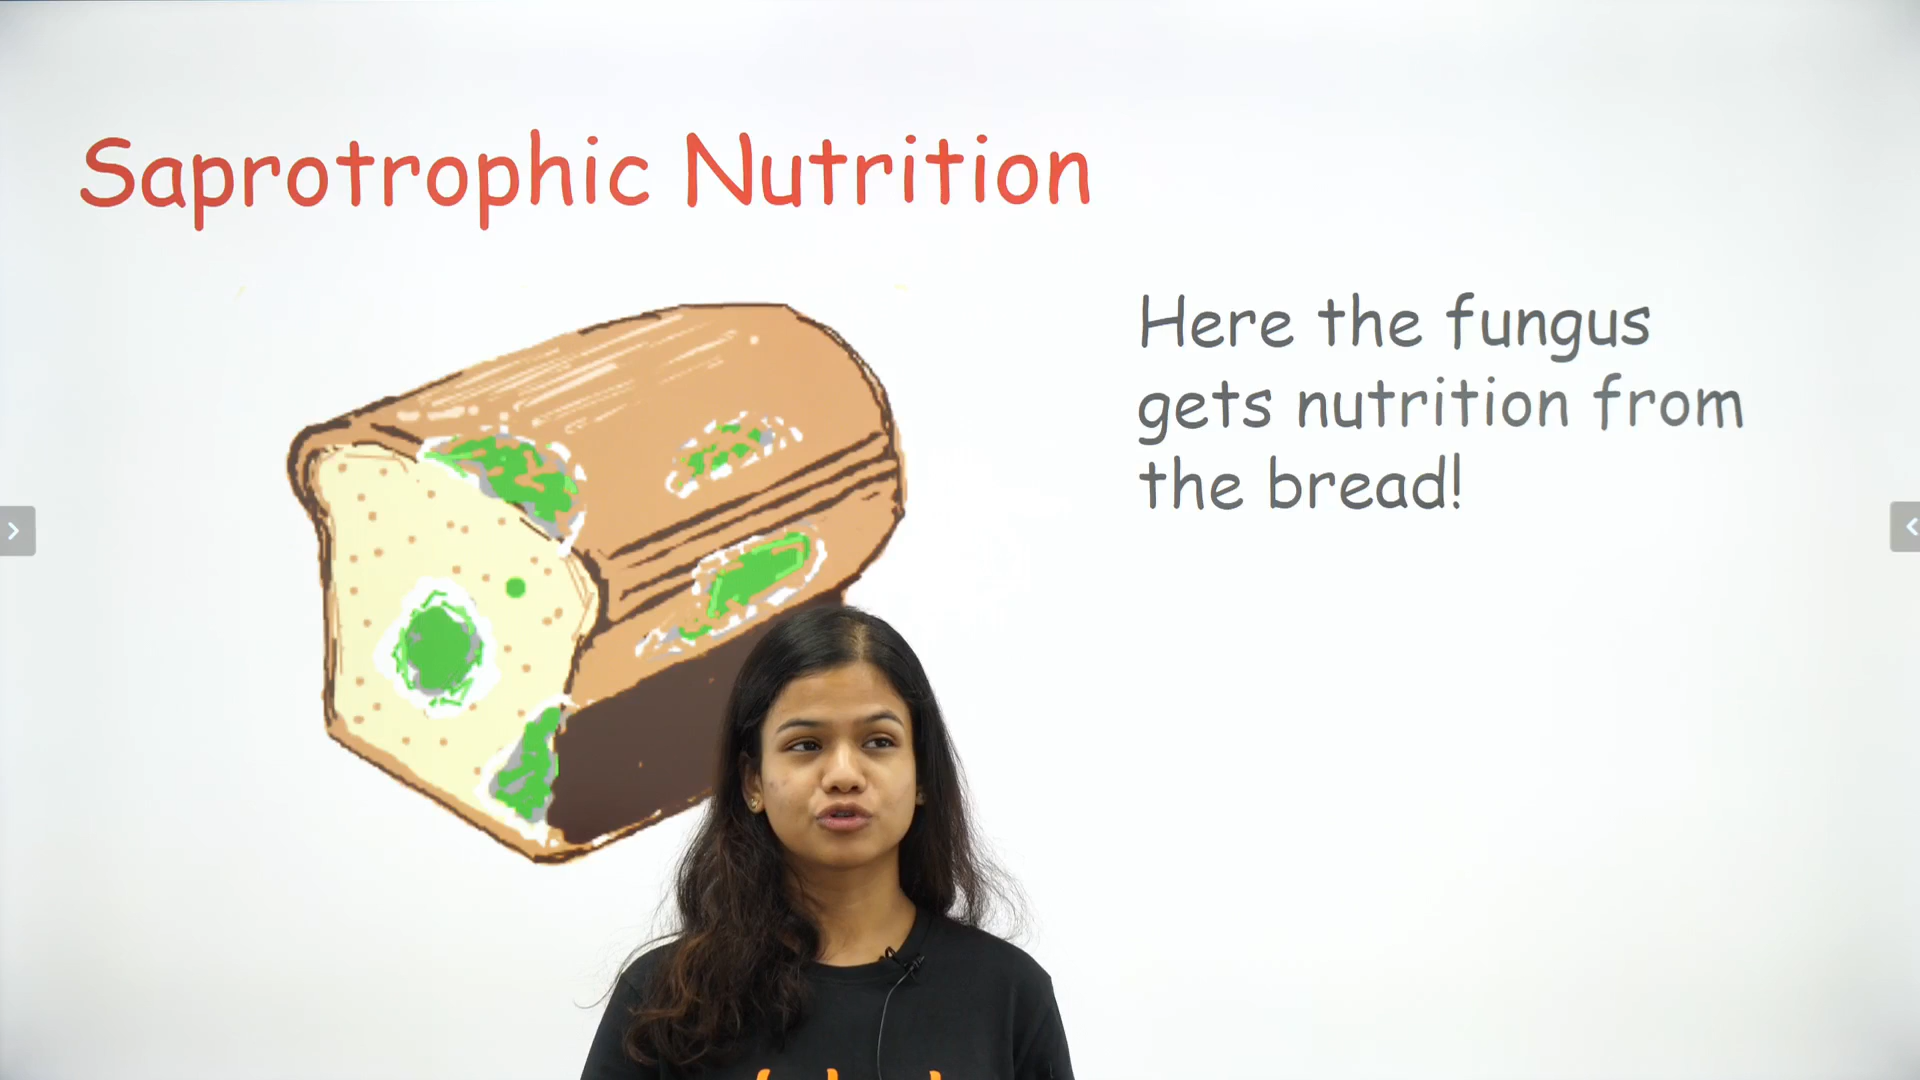 Saprotrophic Nutrition
Here the fungus
gets nutrition from
the bread!